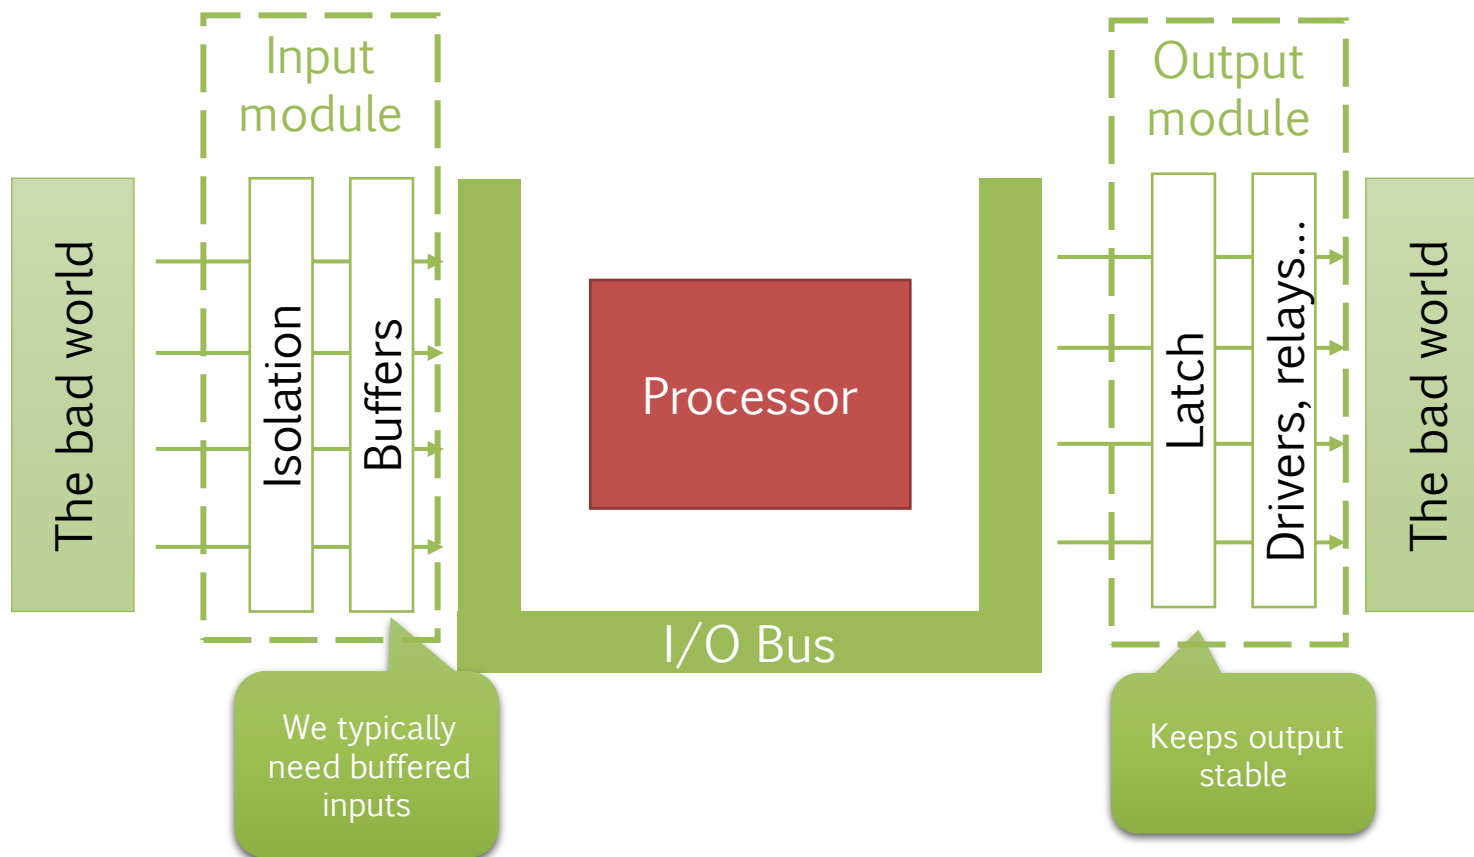 Input
module
Output
module
The bad world
Isolation
Buffers
Processor
Latch
Drivers, relays...
The bad world
I/O Bus
We typically
need buffered
inputs
Keeps output
stable